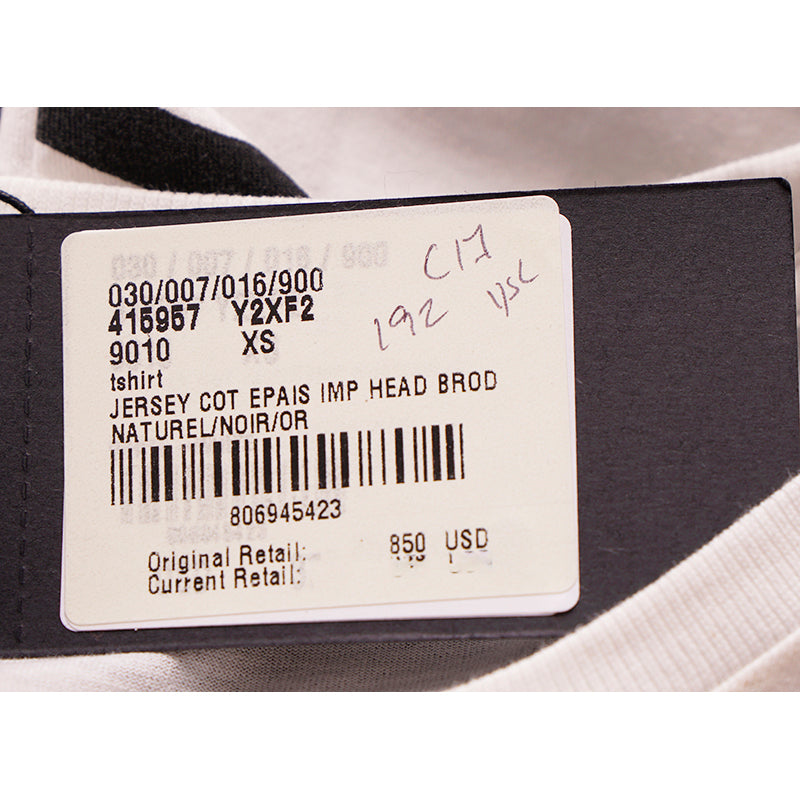 030/007/016/900
415957 Y2XF2
9010 XS
tshirt
JERSEY COT EPAIS IMP HEAD BROD
NATUREL/NOIR/OR
806945423
Original Retail: 850 USD
Current Retail:
C17
192 YSL